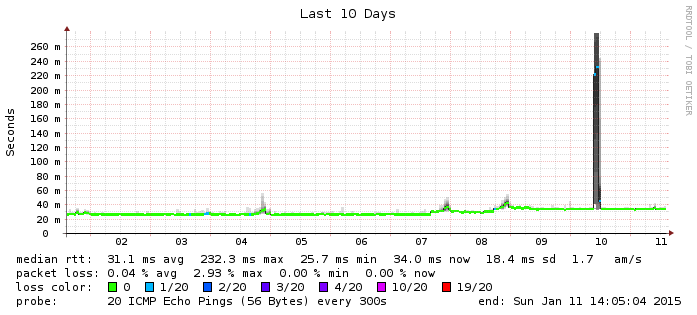 Last 10 Days
RRDTOOL / TOBI OETIKER
Seconds
260 m
240 m
220 m
200 m
180 m
160 m
140 m
120 m
100 m
80 m
60 m
40 m
20 m
0
02 03 04 05 06 07 08 09 10 11
median rtt: 31.1 ms avg 232.3 ms max 25.7 ms min 34.0 ms now 18.4 ms sd 1.7 am/s
packet loss: 0.04 % avg 2.93 % max 0.00 % min 0.00 % now
loss color: 0 1/20 2/20 3/20 4/20 10/20 19/20
probe: 20 ICMP Echo Pings (56 Bytes) every 300s end: Sun Jan 11 14:05:04 2015